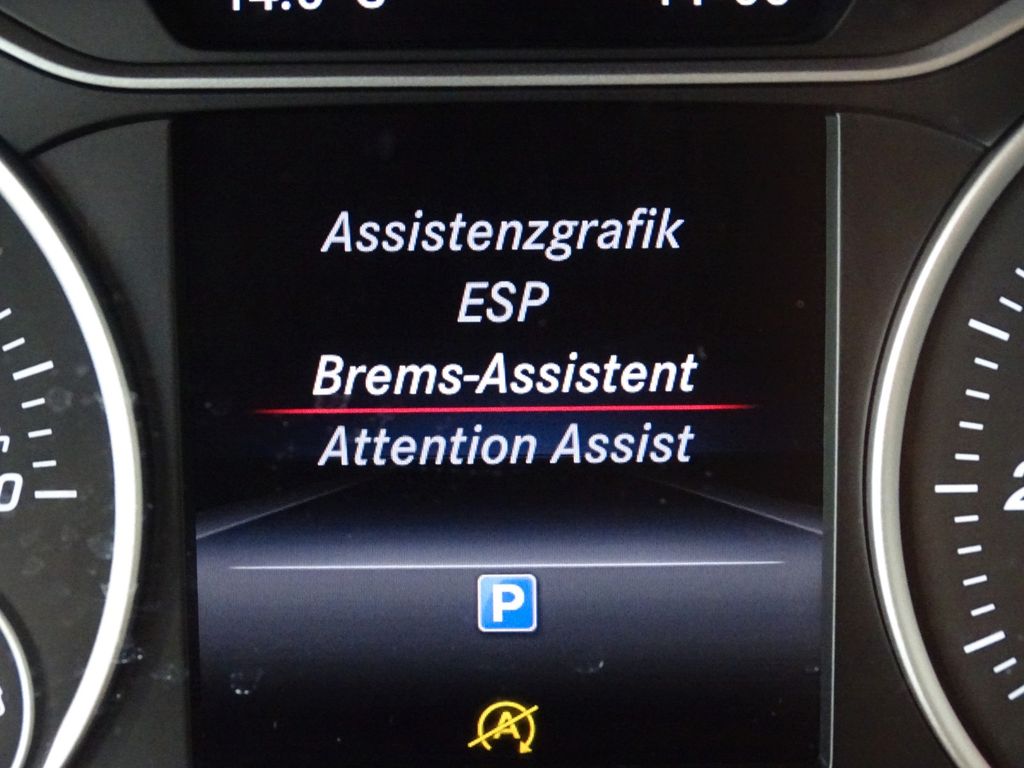 Assistenzgrafik
ESP
Brems-Assistent
Attention Assist
P
A